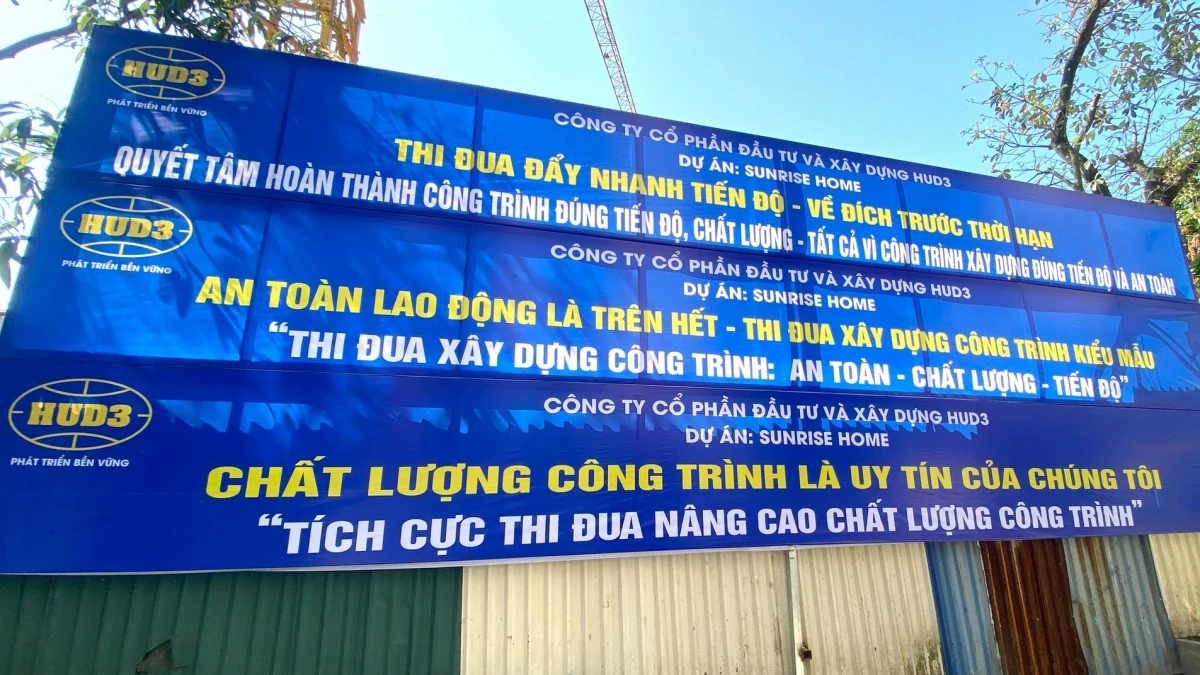 HUD3
PHÁT TRIỂN BỀN VỮNG
CÔNG TY CỔ PHẦN ĐẦU TƯ VÀ XÂY DỰNG HUD3
DỰ ÁN: SUNRISE HOME
THI ĐUA ĐẨY NHANH TIẾN ĐỘ - VỀ ĐÍCH TRƯỚC THỜI HẠN
QUYẾT TÂM HOÀN THÀNH CÔNG TRÌNH ĐÚNG TIẾN ĐỘ, CHẤT LƯỢNG - TẤT CẢ VÌ CÔNG TRÌNH XÂY DỰNG ĐÚNG TIẾN ĐỘ VÀ AN TOÀN
HUD3
PHÁT TRIỂN BỀN VỮNG
CÔNG TY CỔ PHẦN ĐẦU TƯ VÀ XÂY DỰNG HUD3
DỰ ÁN: SUNRISE HOME
AN TOÀN LAO ĐỘNG LÀ TRÊN HẾT - THI ĐUA XÂY DỰNG CÔNG TRÌNH KIỂU MẪU
“THI ĐUA XÂY DỰNG CÔNG TRÌNH: AN TOÀN - CHẤT LƯỢNG - TIẾN ĐỘ”
HUD3
PHÁT TRIỂN BỀN VỮNG
CÔNG TY CỔ PHẦN ĐẦU TƯ VÀ XÂY DỰNG HUD3
DỰ ÁN: SUNRISE HOME
CHẤT LƯỢNG CÔNG TRÌNH LÀ UY TÍN CỦA CHÚNG TÔI
“TÍCH CỰC THI ĐUA NÂNG CAO CHẤT LƯỢNG CÔNG TRÌNH”